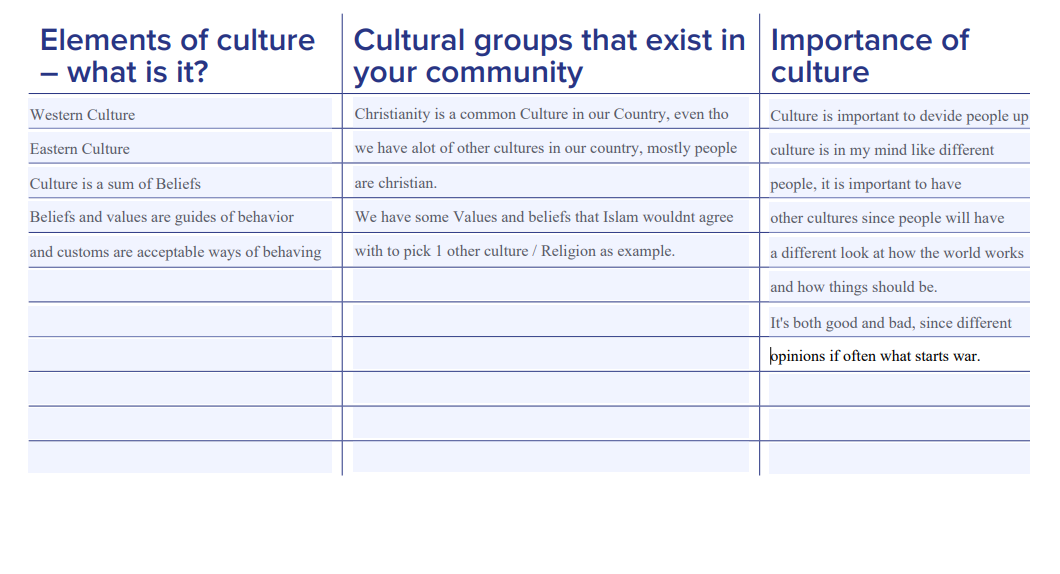 Elements of culture
– what is it?
Western Culture
Eastern Culture
Culture is a sum of Beliefs
Beliefs and values are guides of behavior
and customs are acceptable ways of behaving
Cultural groups that exist in
your community
Christianity is a common Culture in our Country, even tho
we have alot of other cultures in our country, mostly people
are christian.
We have some Values and beliefs that Islam wouldnt agree
with to pick 1 other culture / Religion as example.
Importance of
culture
Culture is important to devide people up
culture is in my mind like different
people, it is important to have
other cultures since people will have
a different look at how the world works
and how things should be.
It's both good and bad, since different
opinions if often what starts war.